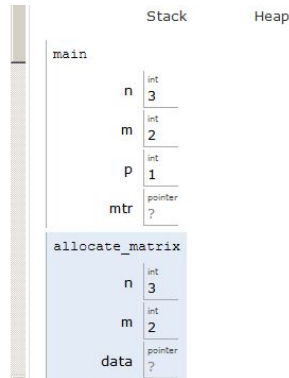 Stack Heap
main
int
n 3
int
m 2
int
p 1
pointer
mtr ?
allocate_matrix
int
n 3
int
m 2
pointer
data ?